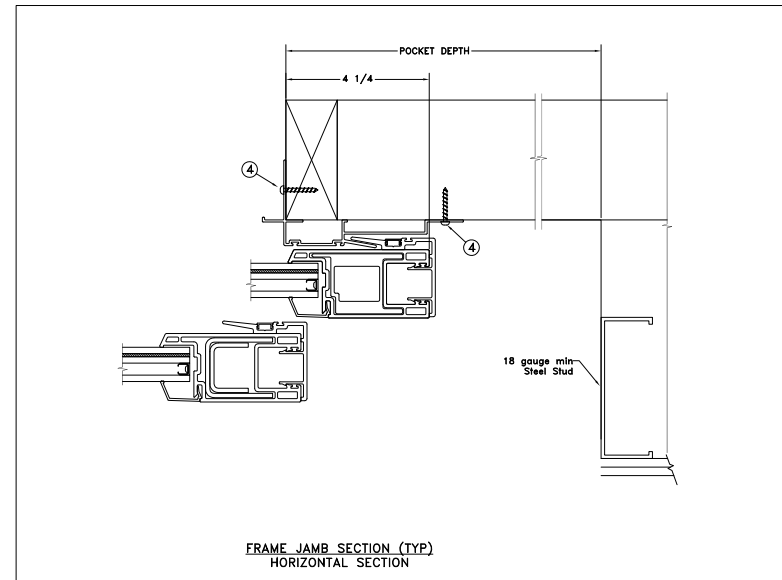 POCKET DEPTH
4 1/4
4
4
18 gauge min
Steel Stud
FRAME JAMB SECTION (TYP)
HORIZONTAL SECTION